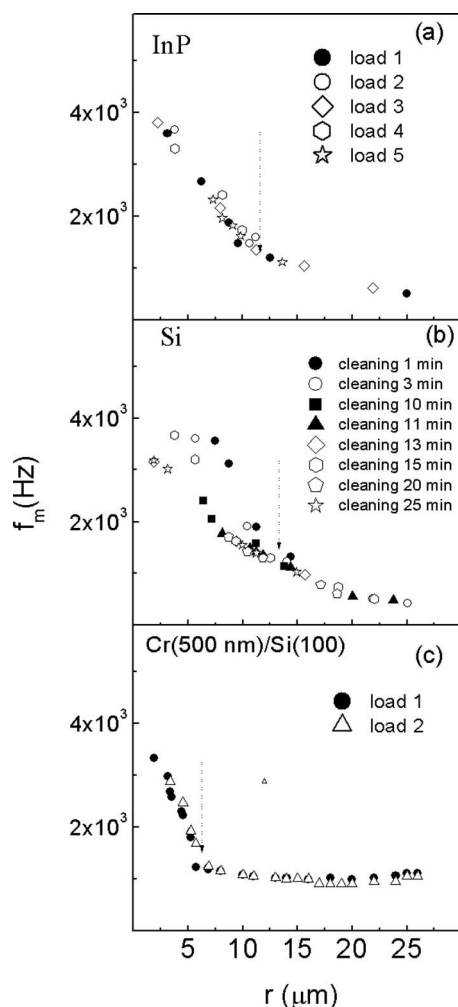 (a)
InP
load 1
load 2
load 3
load 4
load 5
4x10³
2x10³
(b)
Si
cleaning 1 min
cleaning 3 min
cleaning 10 min
cleaning 11 min
cleaning 13 min
cleaning 15 min
cleaning 20 min
cleaning 25 min
4x10³
2x10³
f_m(Hz)
Cr(500 nm)/Si(100)
(c)
load 1
load 2
4x10³
2x10³
5 10 15 20 25
r (μm)